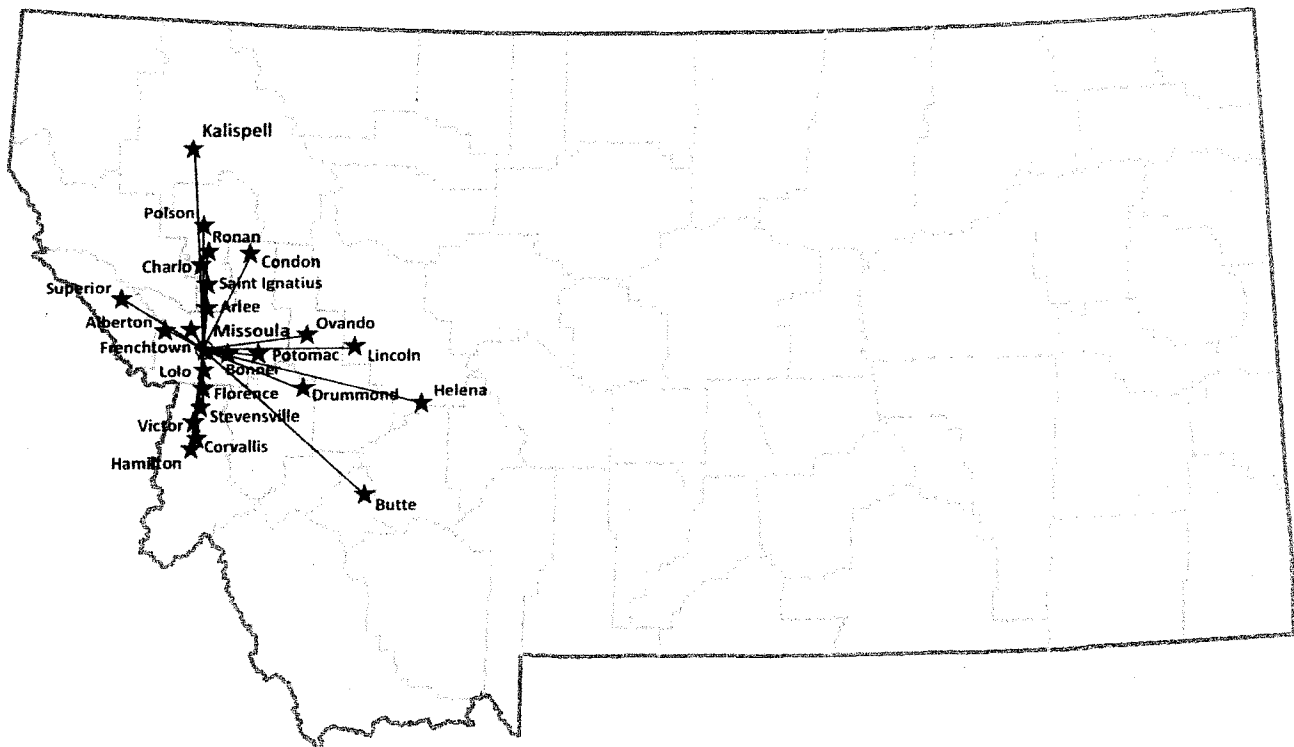 Kalispell
Polson
Ronan
Condon
Charlo
Saint Ignatius
Superior
Arlee
Alberton
Missoula
Ovando
Frenchtown
Potomac
Lincoln
Bonner
Lolo
Florence
Drummond
Helena
Stevensville
Victor
Corvallis
Hamilton
Butte